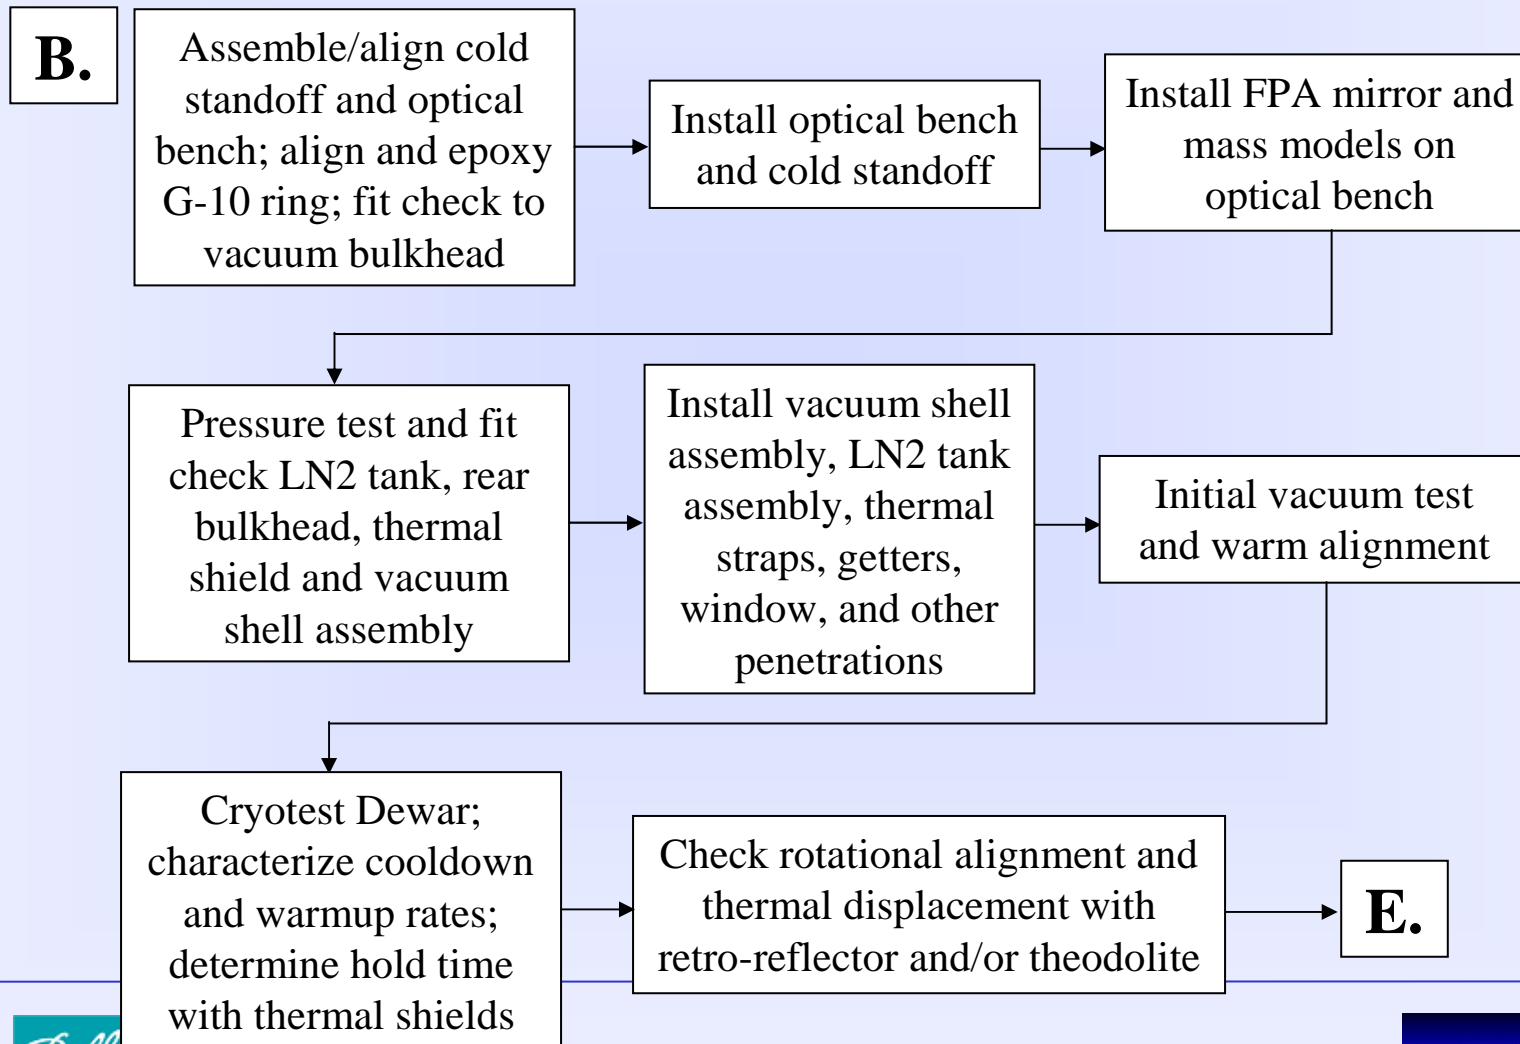 B.
Assemble/align cold
standoff and optical
bench; align and epoxy
G-10 ring; fit check to
vacuum bulkhead
Install optical bench
and cold standoff
Install FPA mirror and
mass models on
optical bench
Pressure test and fit
check LN2 tank, rear
bulkhead, thermal
shield and vacuum
shell assembly
Install vacuum shell
assembly, LN2 tank
assembly, thermal
straps, getters,
window, and other
penetrations
Initial vacuum test
and warm alignment
Cryotest Dewar;
characterize cooldown
and warmup rates;
determine hold time
with thermal shields
Check rotational alignment and
thermal displacement with
retro-reflector and/or theodolite
E.